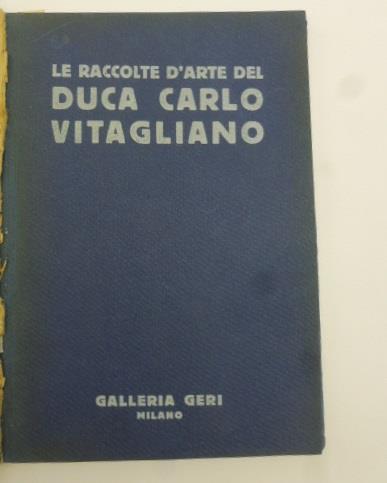 LE RACCOLTE D'ARTE DEL
DUCA CARLO
VITAGLIANO
GALLERIA GERI
MILANO